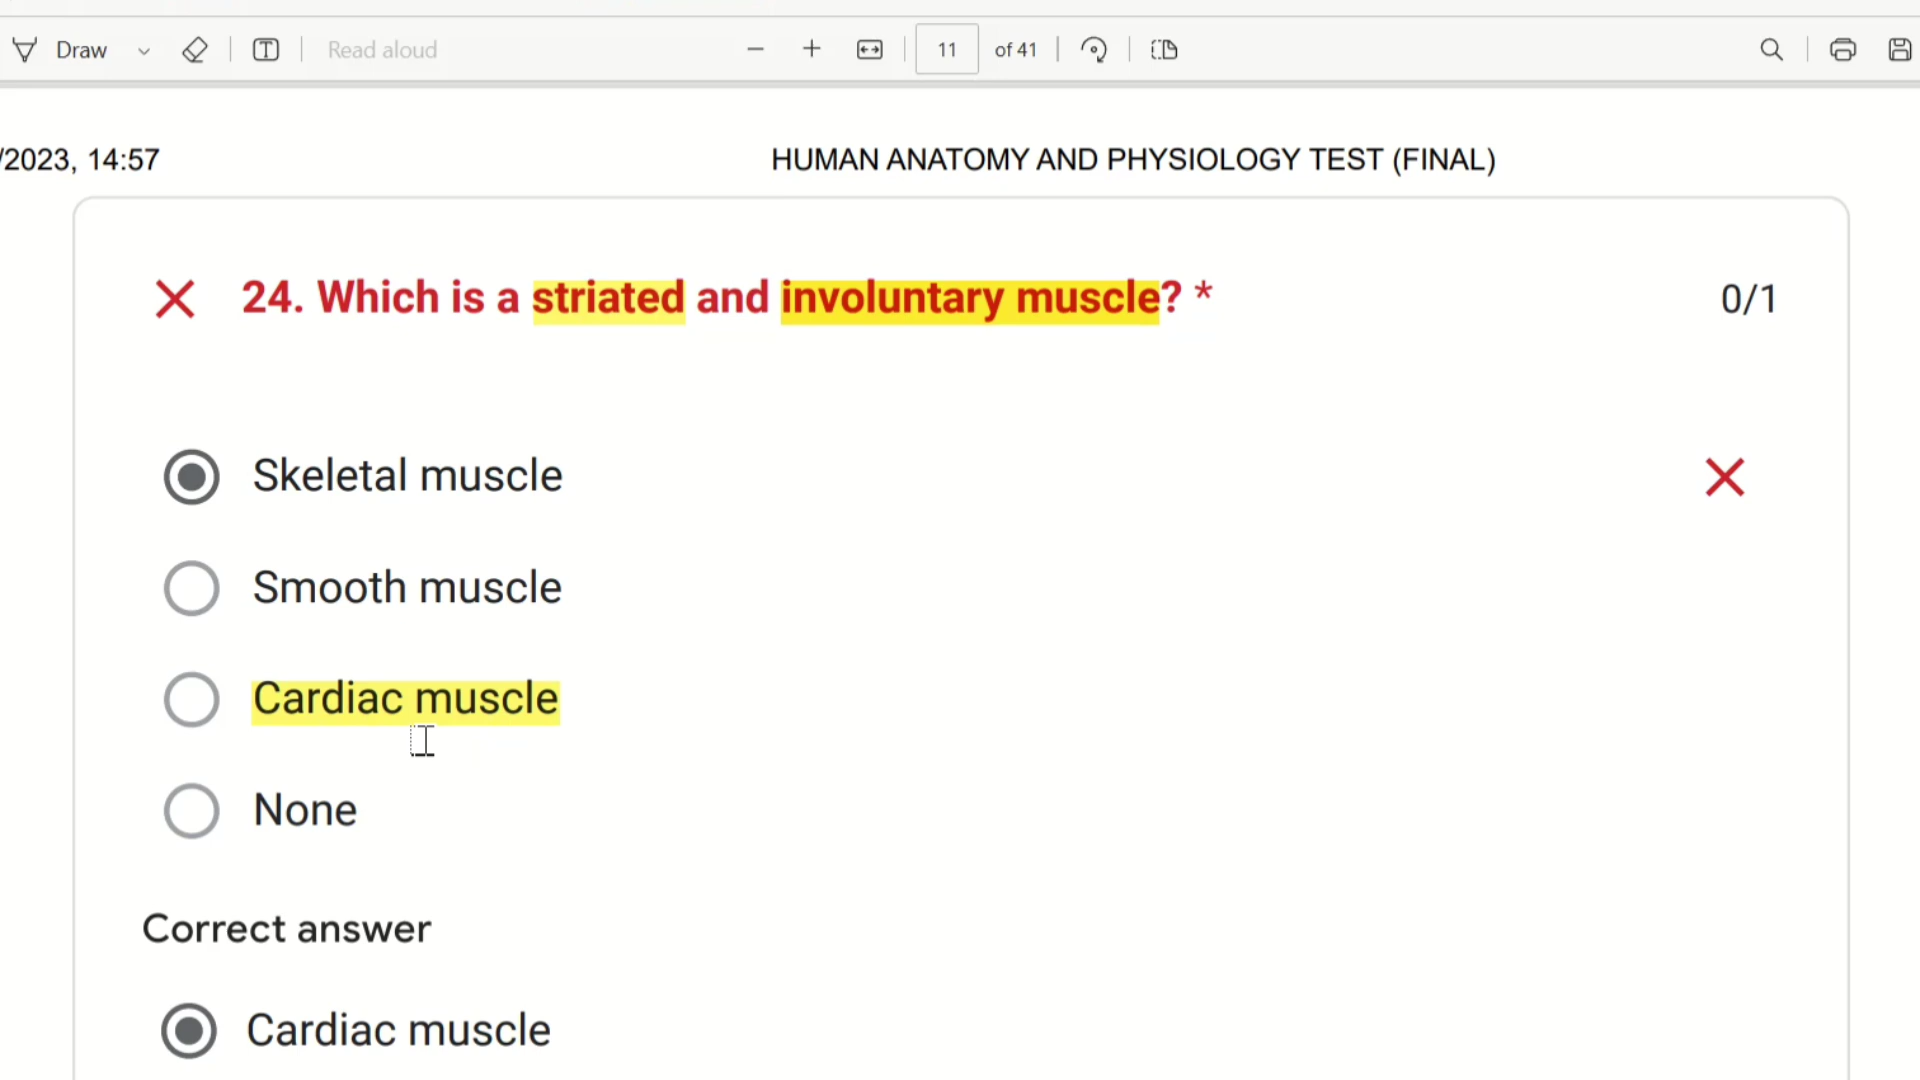 Draw Read aloud 11 of 41
/2023, 14:57 HUMAN ANATOMY AND PHYSIOLOGY TEST (FINAL)
24. Which is a striated and involuntary muscle? * 0/1
Skeletal muscle
Smooth muscle
Cardiac muscle
None
Correct answer
Cardiac muscle